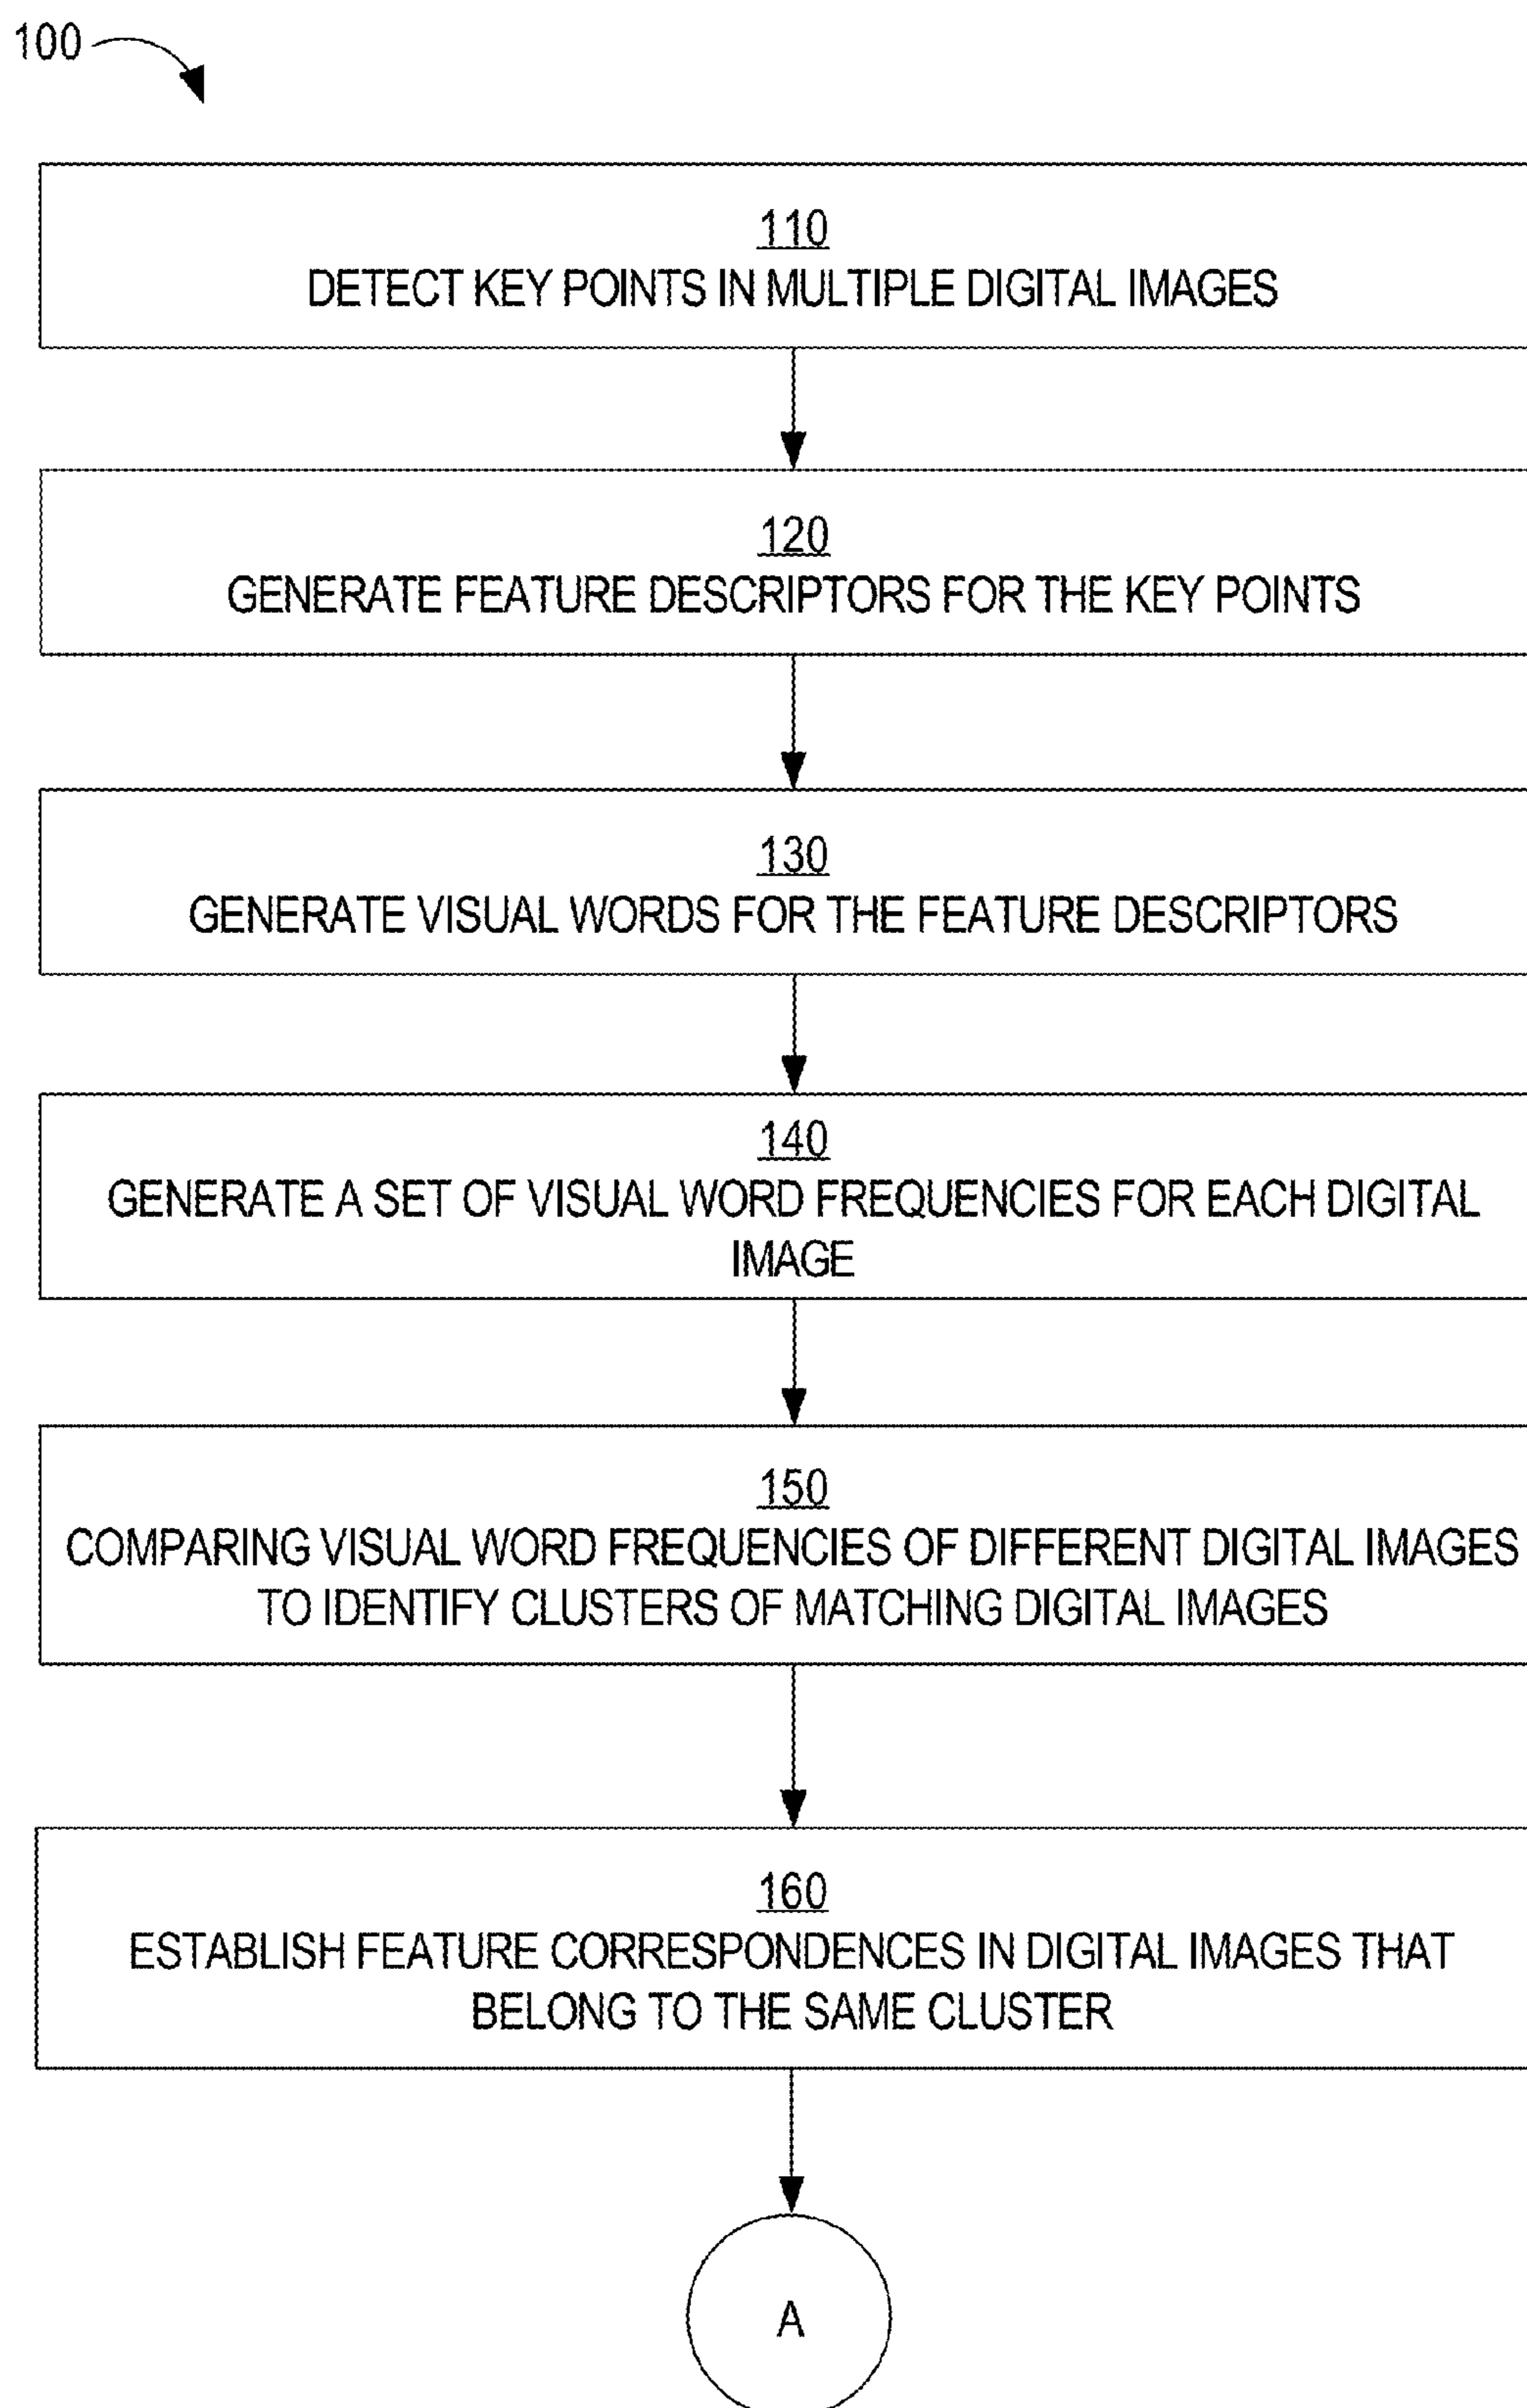 100
110
DETECT KEY POINTS IN MULTIPLE DIGITAL IMAGES
120
GENERATE FEATURE DESCRIPTORS FOR THE KEY POINTS
130
GENERATE VISUAL WORDS FOR THE FEATURE DESCRIPTORS
140
GENERATE A SET OF VISUAL WORD FREQUENCIES FOR EACH DIGITAL
IMAGE
150
COMPARING VISUAL WORD FREQUENCIES OF DIFFERENT DIGITAL IMAGES
TO IDENTIFY CLUSTERS OF MATCHING DIGITAL IMAGES
160
ESTABLISH FEATURE CORRESPONDENCES IN DIGITAL IMAGES THAT
BELONG TO THE SAME CLUSTER
A